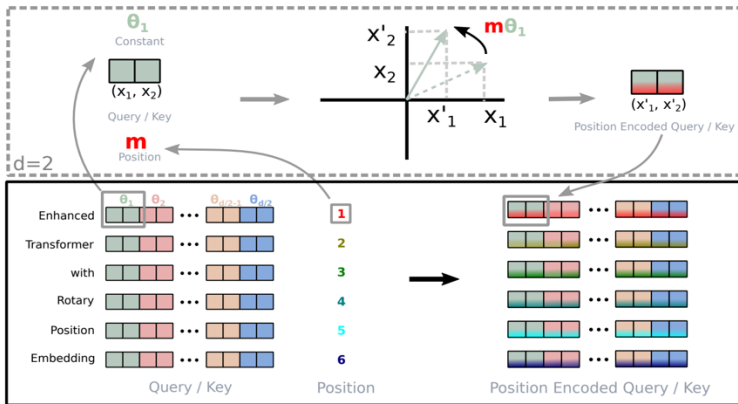 θ1
Constant
(x1, x2)
Query / Key
m
Position
d=2
x'2
x2
x'1
x1
mθ1
(x'1, x'2)
Position Encoded Query / Key
θ1 θ2 θd/2-1 θd/2
Enhanced 1
Transformer 2
with 3
Rotary 4
Position 5
Embedding 6
Query / Key Position Position Encoded Query / Key